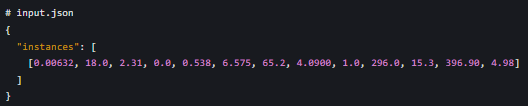 # input.json
{
  "instances": [
    [0.00632, 18.0, 2.31, 0.0, 0.538, 6.575, 65.2, 4.0900, 1.0, 296.0, 15.3, 396.90, 4.98]
  ]
}